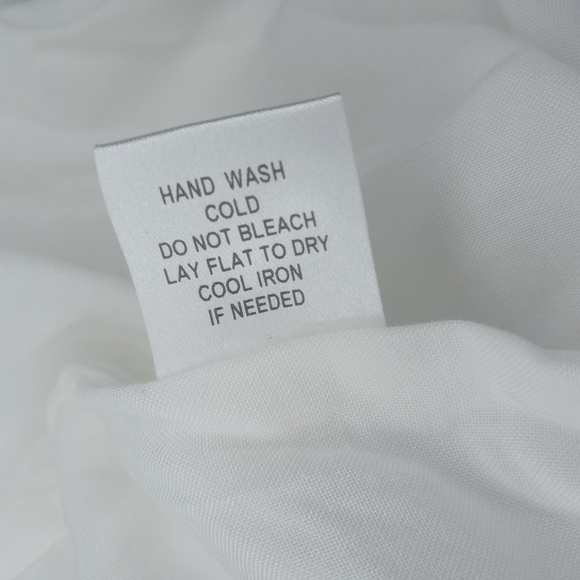 HAND WASH
COLD
DO NOT BLEACH
LAY FLAT TO DRY
COOL IRON
IF NEEDED